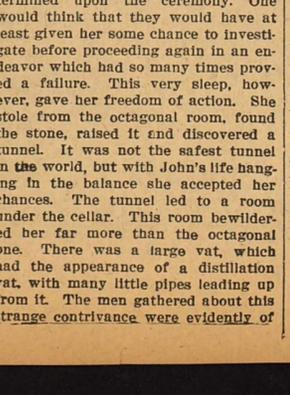 termined upon the ceremony. One
would think that they would have at
least given her some chance to investi-
gate before proceeding again in an en-
deavor which had so many times prov-
ed a failure. This very sleep, how-
ever, gave her freedom of action. She
stole from the octagonal room, found
the stone, raised it and discovered a
tunnel. It was not the safest tunnel
in the world, but with John's life hang-
ing in the balance she accepted her
chances. The tunnel led to a room
under the cellar. This room bewilder-
ed her far more than the octagonal
one. There was a large vat, which
had the appearance of a distillation
vat, with many little pipes leading up
from it. The men gathered about this
strange contrivance were evidently of